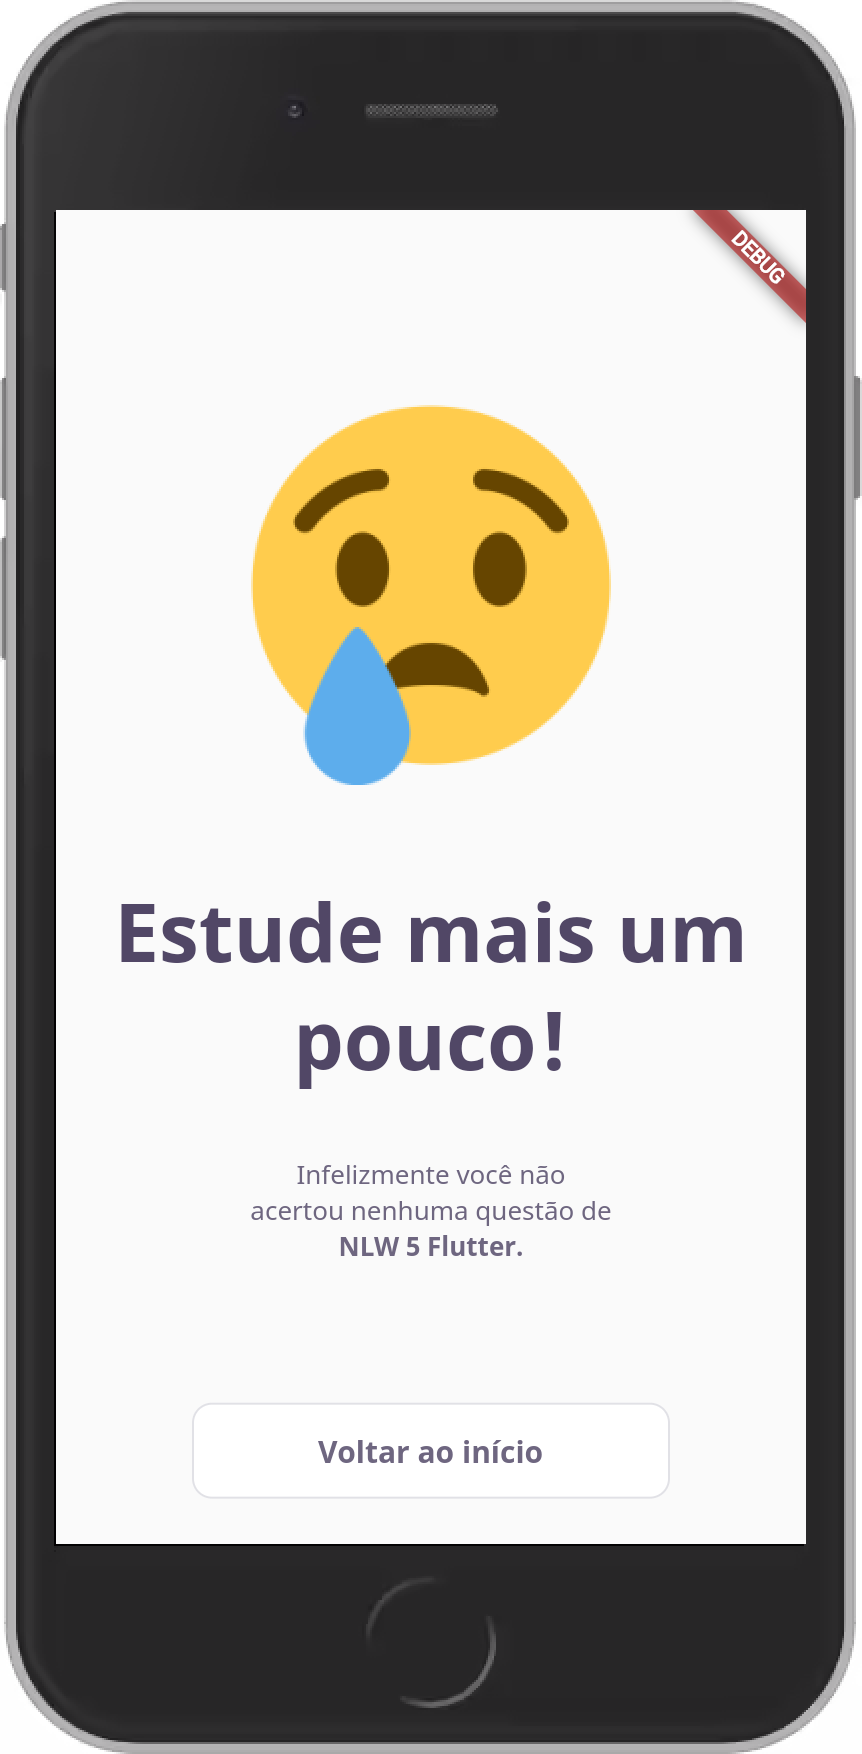 DEBUG
Estude mais um
pouco!
Infelizmente você não
acertou nenhuma questão de
NLW 5 Flutter.
Voltar ao início